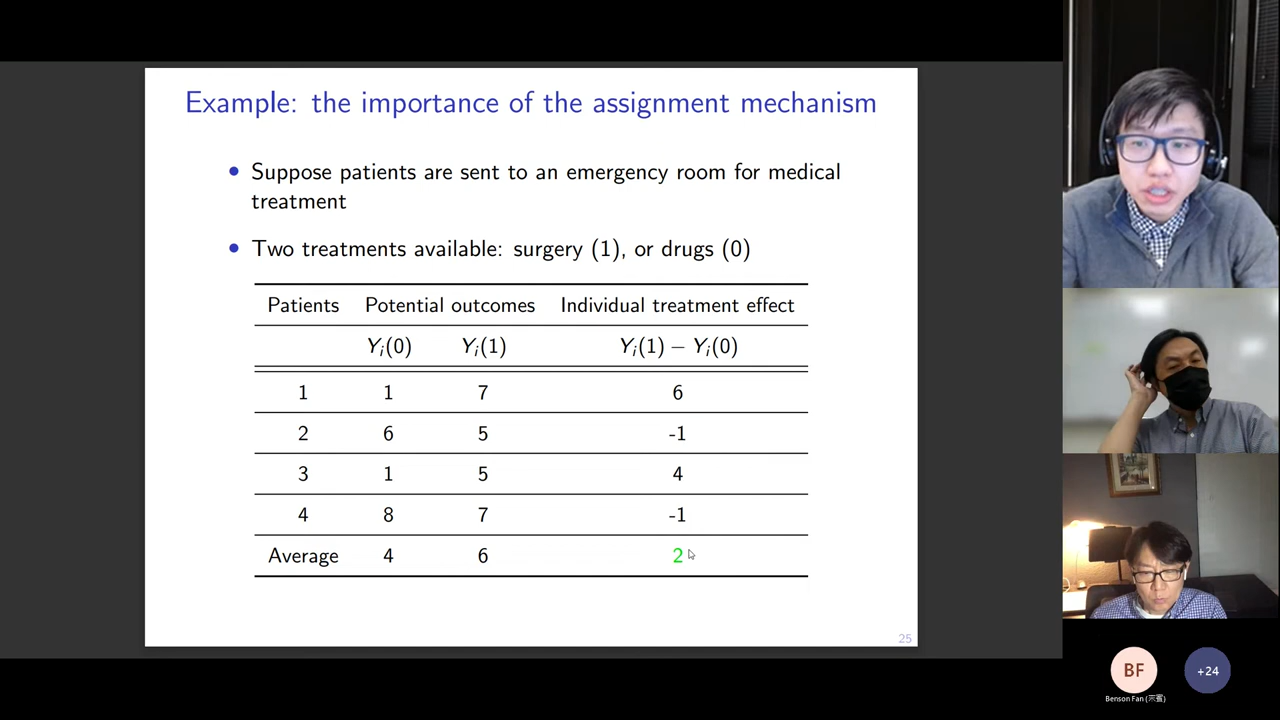 Example: the importance of the assignment mechanism
• Suppose patients are sent to an emergency room for medical
treatment
• Two treatments available: surgery (1), or drugs (0)
Patients Potential outcomes Individual treatment effect
Yi(0) Yi(1) Yi(1) − Yi(0)
1 1 7 6
2 6 5 -1
3 1 5 4
4 8 7 -1
Average 4 6 2
25
BF
+24
Benson Fan